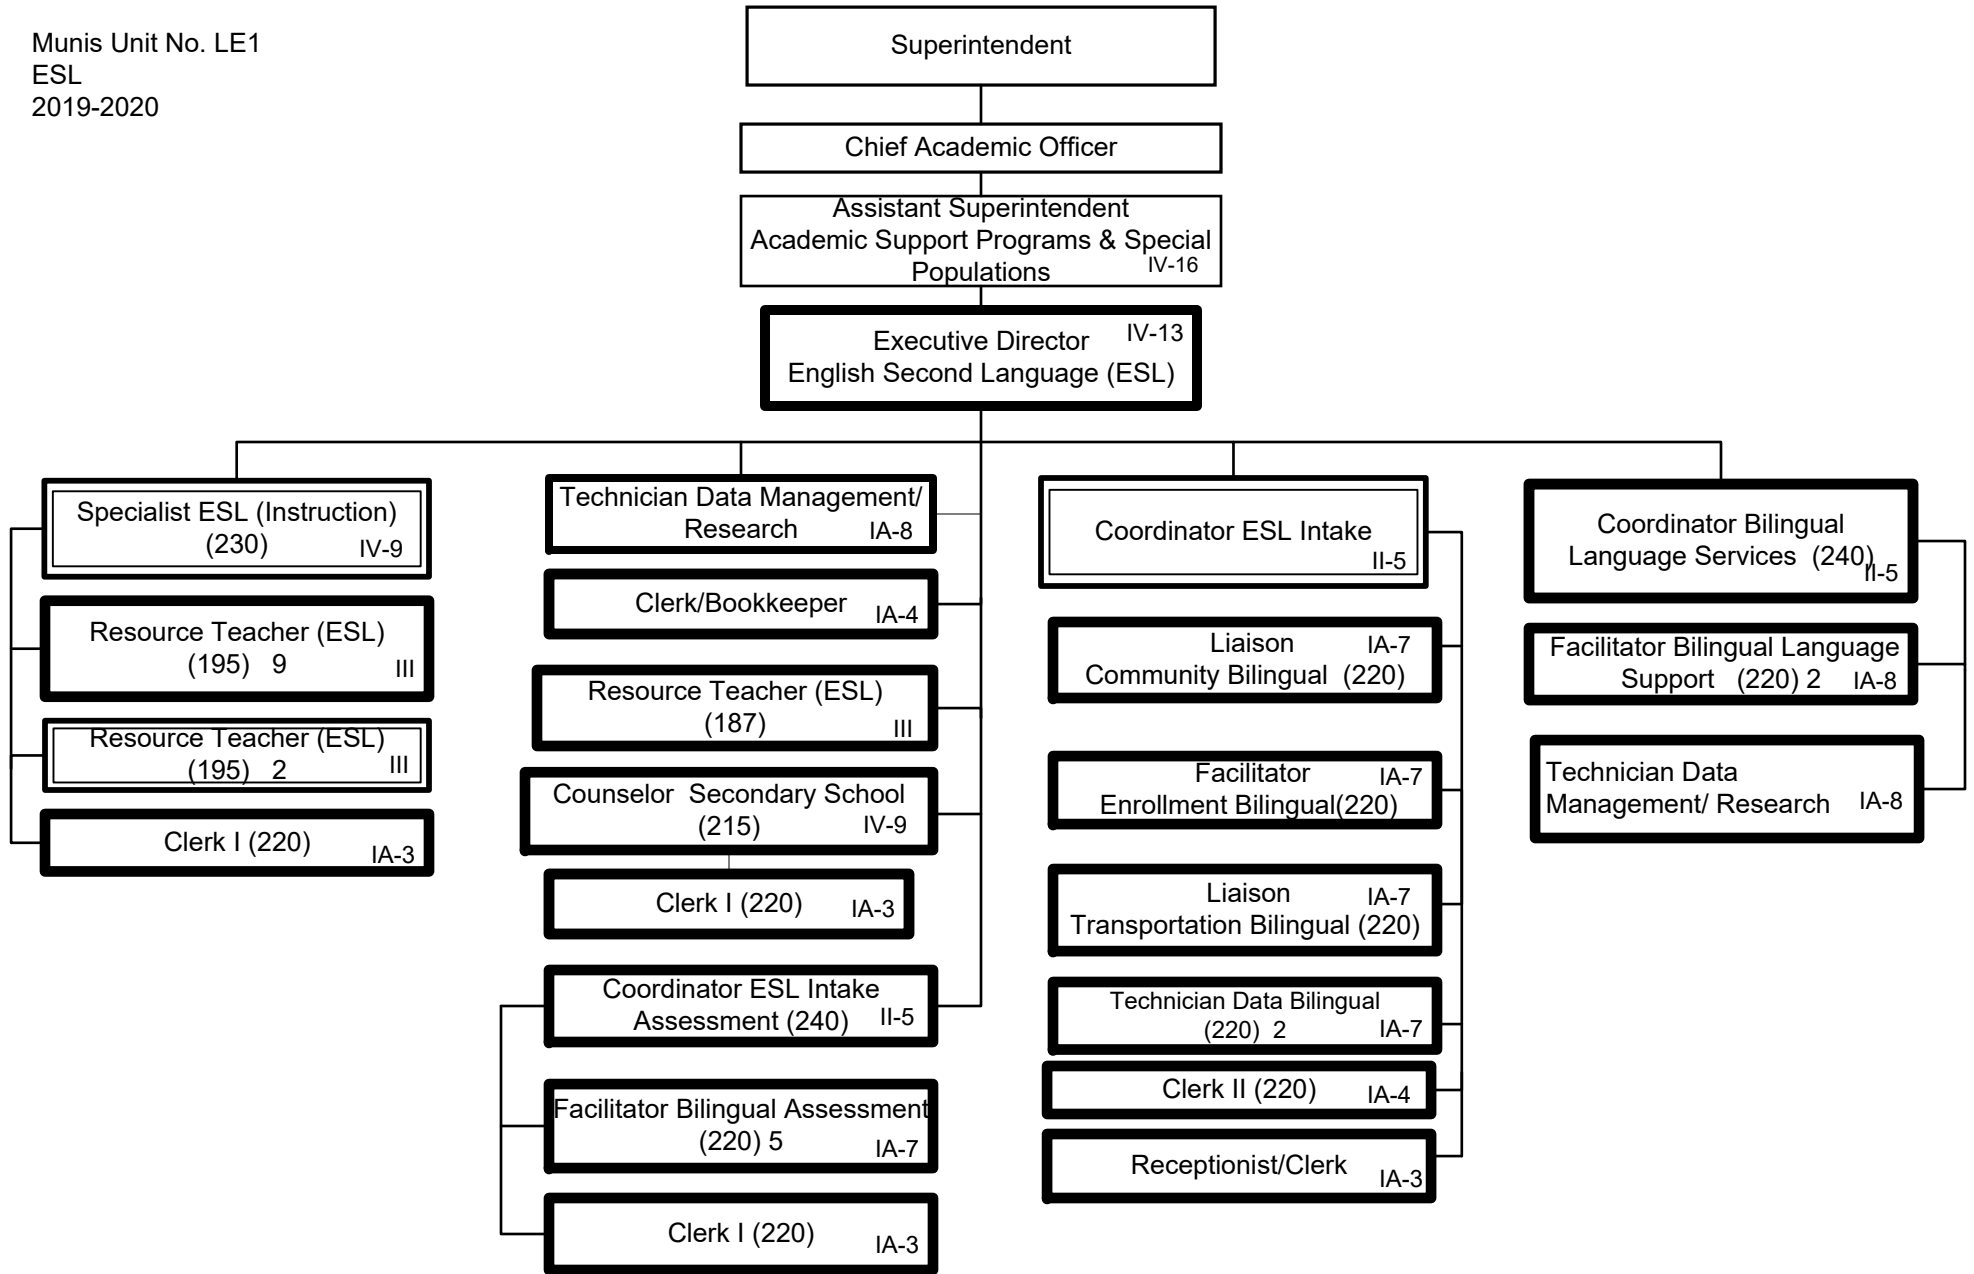 Munis Unit No. LE1
ESL
2019-2020
Superintendent
Chief Academic Officer
Assistant Superintendent
Academic Support Programs & Special
Populations IV-16
Executive Director IV-13
English Second Language (ESL)
Specialist ESL (Instruction)
(230) IV-9
Resource Teacher (ESL)
(195) 9 III
Resource Teacher (ESL)
(195) 2 III
Clerk I (220) IA-3
Technician Data Management/
Research IA-8
Clerk/Bookkeeper IA-4
Resource Teacher (ESL)
(187) III
Counselor Secondary School
(215) IV-9
Clerk I (220) IA-3
Coordinator ESL Intake
Assessment (240) II-5
Facilitator Bilingual Assessment
(220) 5 IA-7
Clerk I (220) IA-3
Coordinator ESL Intake
II-5
Liaison IA-7
Community Bilingual (220)
Facilitator IA-7
Enrollment Bilingual(220)
Liaison IA-7
Transportation Bilingual (220)
Technician Data Bilingual
(220) 2 IA-7
Clerk II (220) IA-4
Receptionist/Clerk IA-3
Coordinator Bilingual
Language Services (240) II-5
Facilitator Bilingual Language
Support (220) 2 IA-8
Technician Data
Management/ Research IA-8